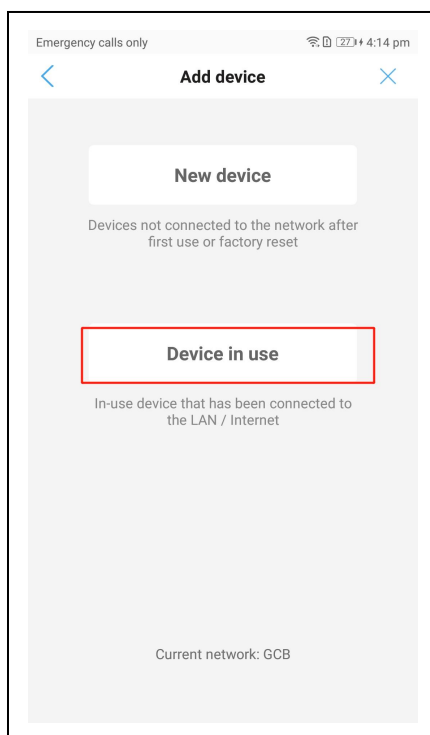 Emergency calls only 27 4:14 pm
Add device
New device
Devices not connected to the network after
first use or factory reset
Device in use
In-use device that has been connected to
the LAN / Internet
Current network: GCB